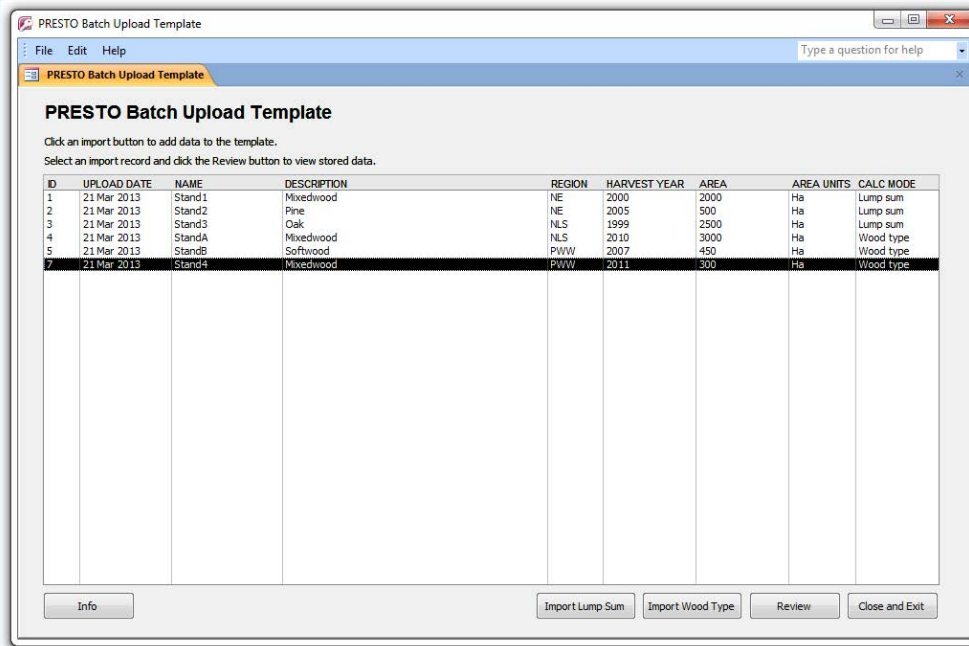 PRESTO Batch Upload Template
File Edit Help Type a question for help
PRESTO Batch Upload Template
PRESTO Batch Upload Template
Click an import button to add data to the template.
Select an import record and click the Review button to view stored data.
ID UPLOAD DATE NAME DESCRIPTION REGION HARVEST YEAR AREA AREA UNITS CALC MODE
1 21 Mar 2013 Stand1 Mixedwood NE 2000 2000 Ha Lump sum
2 21 Mar 2013 Stand2 Pine NE 2005 500 Ha Lump sum
3 21 Mar 2013 Stand3 Oak NLS 1999 2500 Ha Lump sum
4 21 Mar 2013 StandA Mixedwood NLS 2010 3000 Ha Wood type
5 21 Mar 2013 StandB Softwood PWW 2007 450 Ha Wood type
7 21 Mar 2013 Stand4 Mixedwood PWW 2011 300 Ha Wood type
Info Import Lump Sum Import Wood Type Review Close and Exit